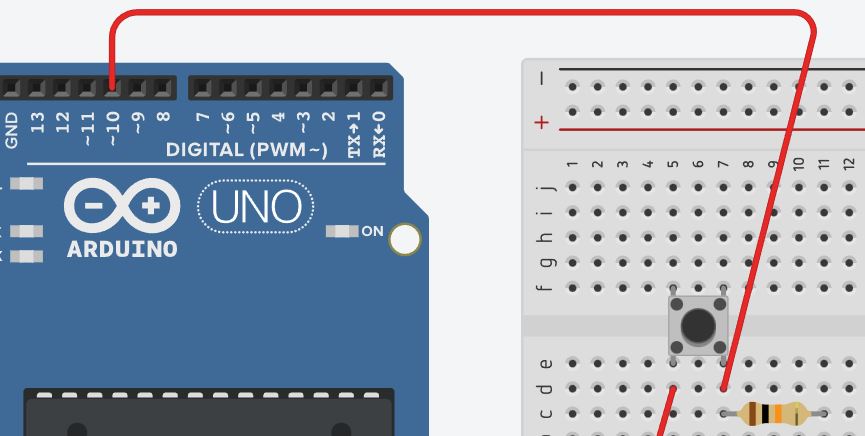 GND 13 12 ~11 ~10 ~9 8 7 ~6 ~5 4 ~3 2 TX→1 RX←0
DIGITAL (PWM~)
UNO
ARDUINO
ON
−
+
1 2 3 4 5 6 7 8 9 10 11 12
j
i
h
g
f
e
d
c